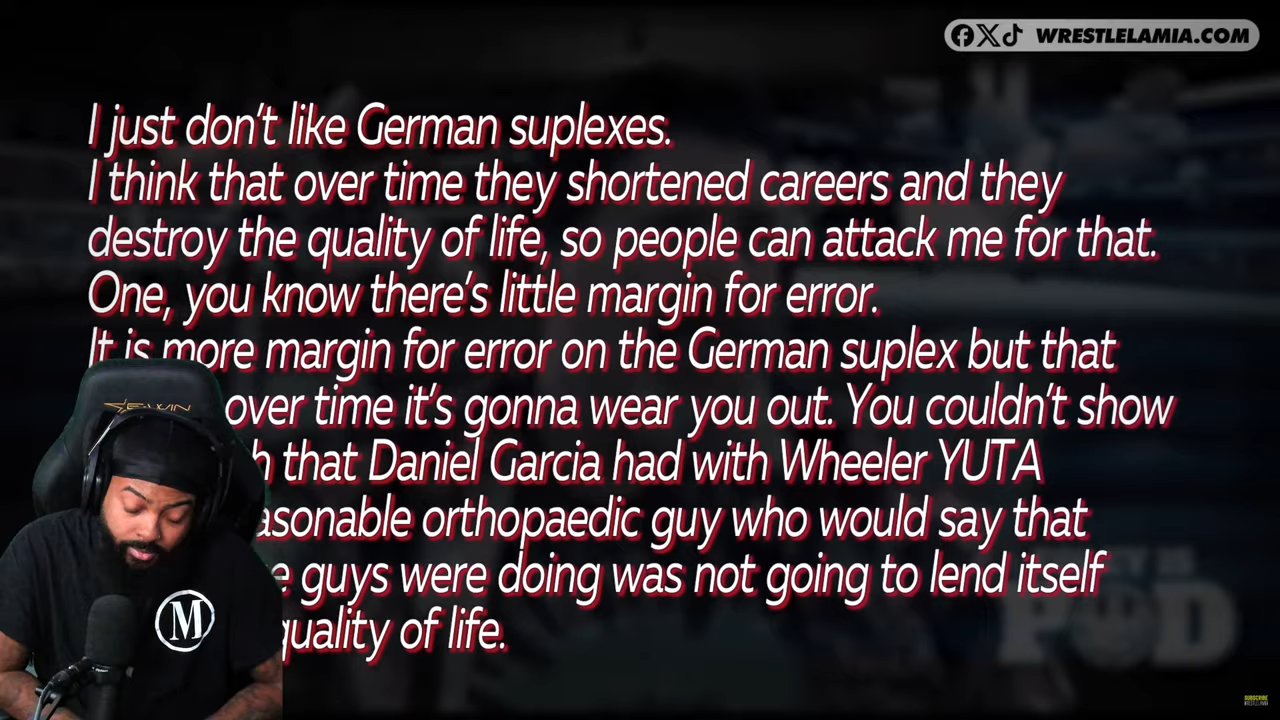 WRESTLELAMIA.COM
I just don't like German suplexes.
I think that over time they shortened careers and they
destroy the quality of life, so people can attack me for that.
One, you know there's little margin for error.
It is more margin for error on the German suplex but that
over time it's gonna wear you out. You couldn't show
that Daniel Garcia had with Wheeler YUTA
orthopaedic guy who would say that
guys were doing was not going to lend itself
quality of life.
M
POD
SUBSCRIBE
WRESTLELAMIA